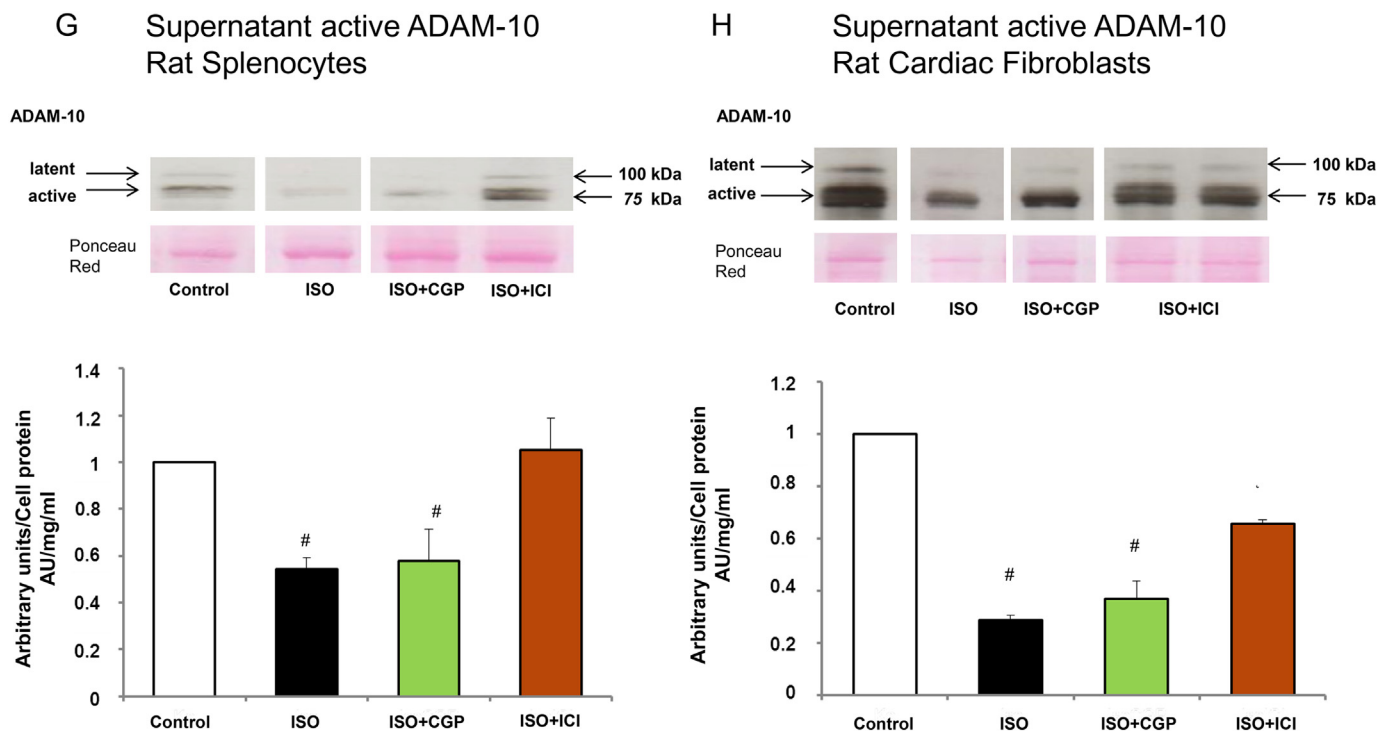 G Supernatant active ADAM-10
Rat Splenocytes
ADAM-10
latent
active
100 kDa
75 kDa
Ponceau
Red
Control ISO ISO+CGP ISO+ICI
Arbitrary units/Cell protein
AU/mg/ml
1.4
1.2
1
0.8
0.6
0.4
0.2
0
#
#
Control ISO ISO+CGP ISO+ICI
H Supernatant active ADAM-10
Rat Cardiac Fibroblasts
ADAM-10
latent
active
100 kDa
75 kDa
Ponceau
Red
Control ISO ISO+CGP ISO+ICI
Arbitrary units/Cell protein
AU/mg/ml
1.2
1
0.8
0.6
0.4
0.2
0
#
#
Control ISO ISO+CGP ISO+ICI